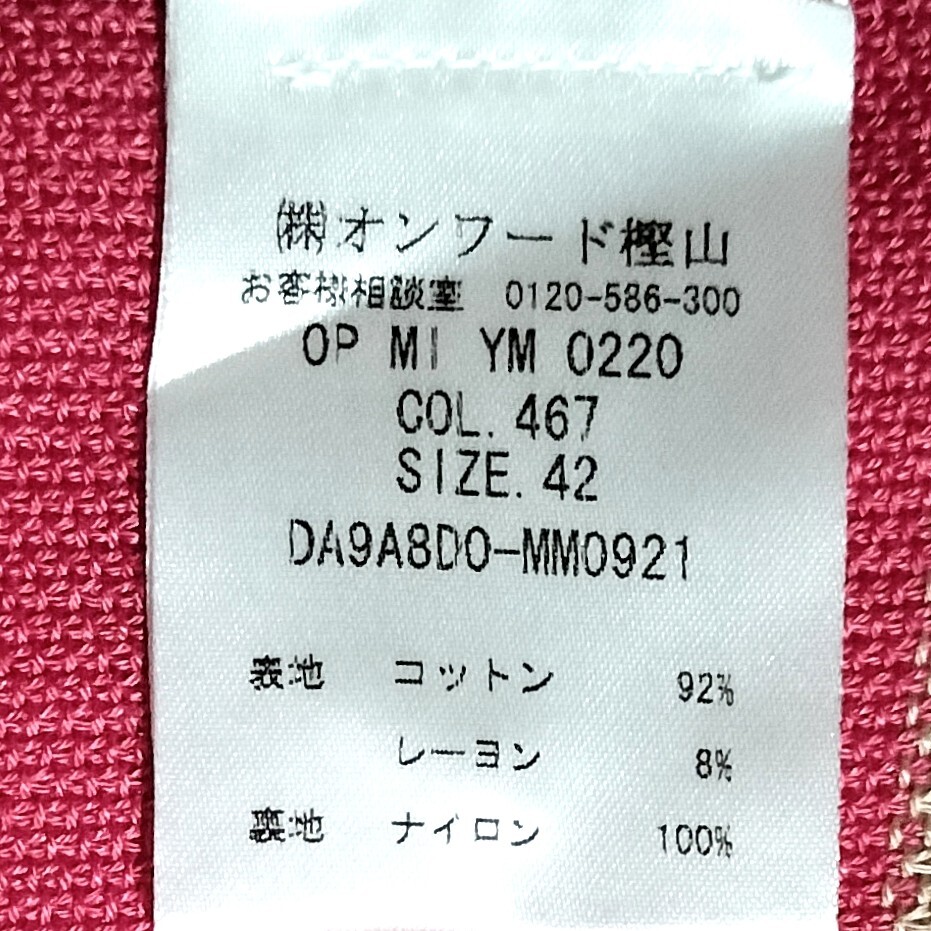 ㈱オンワード樫山
お客様相談室 0120-586-300
OP MI YM 0220
COL. 467
SIZE. 42
DA9A8D0-MM0921
表地 コットン 92%
レーヨン 8%
裏地 ナイロン 100%